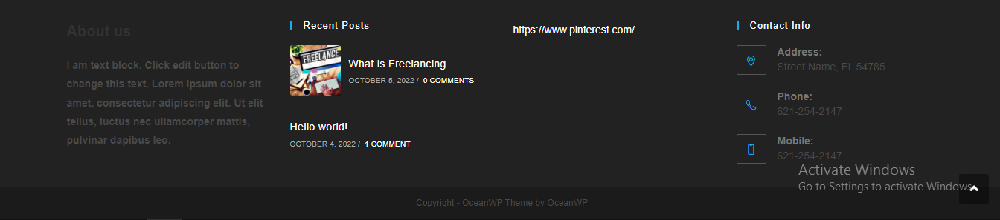 About us
I am text block. Click edit button to
change this text. Lorem ipsum dolor sit
amet, consectetur adipiscing elit. Ut elit
tellus, luctus nec ullamcorper mattis,
pulvinar dapibus leo.
Recent Posts
FREELANCE
What is Freelancing
OCTOBER 5, 2022 / 0 COMMENTS
Hello world!
OCTOBER 4, 2022 / 1 COMMENT
https://www.pinterest.com/
Contact Info
Address:
Street Name, FL 54785
Phone:
621-254-2147
Mobile:
621-254-2147
Activate Windows
Go to Settings to activate Windows.
Copyright - OceanWP Theme by OceanWP